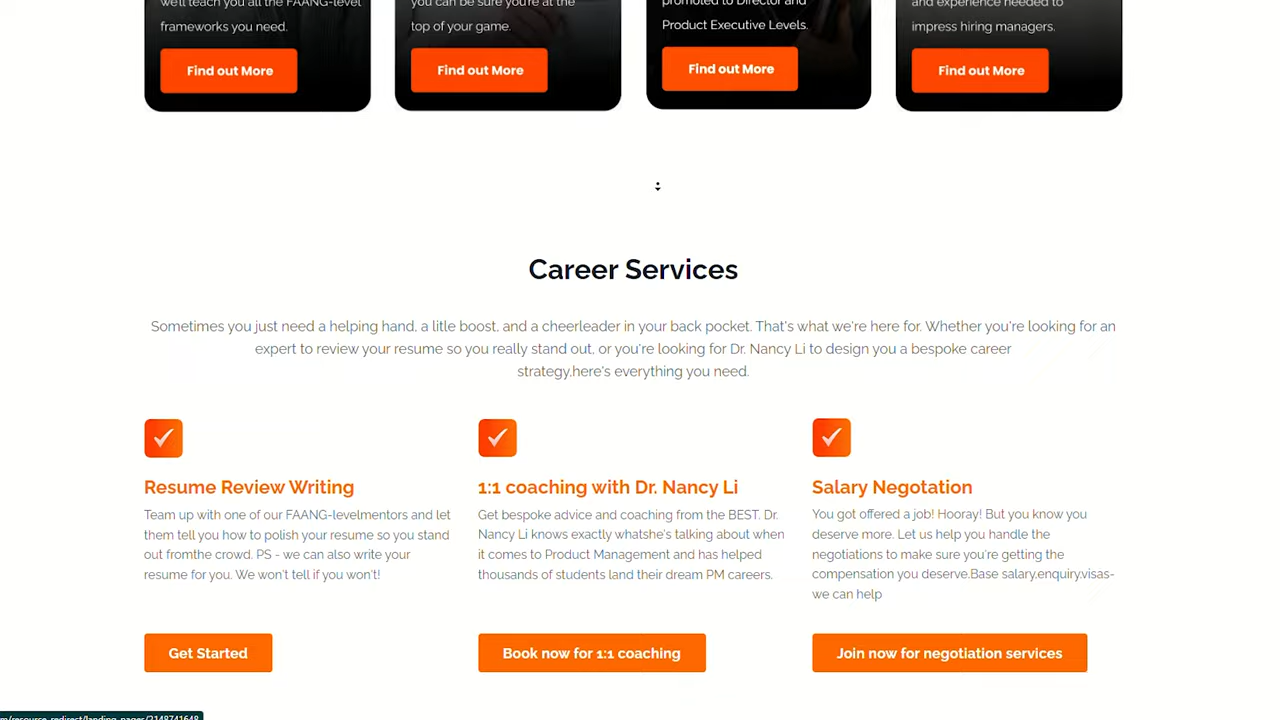 we'll teach you all the FAANG-level
frameworks you need.
Find out More
you can be sure you're at the
top of your game.
Find out More
promoted to Director and
Product Executive Levels.
Find out More
and experience needed to
impress hiring managers.
Find out More
Career Services
Sometimes you just need a helping hand, a litle boost, and a cheerleader in your back pocket. That's what we're here for. Whether you're looking for an
expert to review your resume so you really stand out, or you're looking for Dr. Nancy Li to design you a bespoke career
strategy,here's everything you need.
Resume Review Writing
Team up with one of our FAANG-levelmentors and let
them tell you how to polish your resume so you stand
out fromthe crowd. PS - we can also write your
resume for you. We won't tell if you won't!
Get Started
1:1 coaching with Dr. Nancy Li
Get bespoke advice and coaching from the BEST. Dr.
Nancy Li knows exactly whatshe's talking about when
it comes to Product Management and has helped
thousands of students land their dream PM careers.
Book now for 1:1 coaching
Salary Negotation
You got offered a job! Hooray! But you know you
deserve more. Let us help you handle the
negotiations to make sure you're getting the
compensation you deserve.Base salary,enquiry,visas-
we can help
Join now for negotiation services